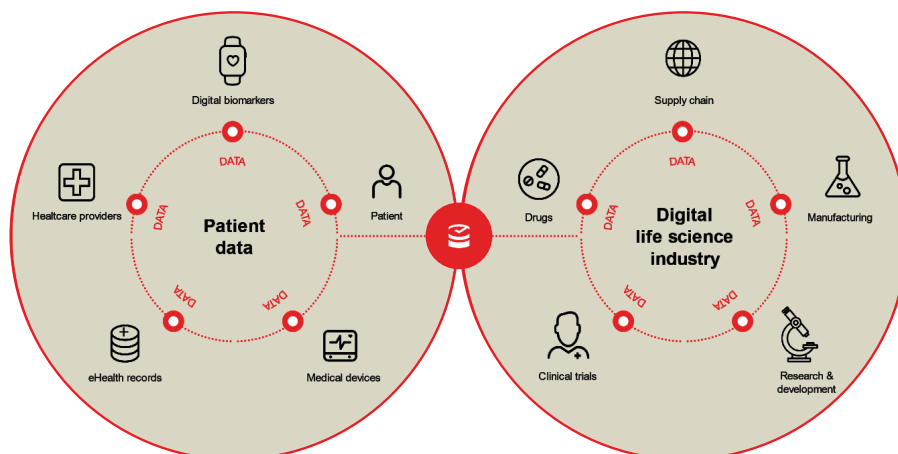 Digital biomarkers
DATA
Healtcare providers
DATA
Patient
data
DATA
Patient
DATA
DATA
eHealth records
Medical devices
Supply chain
DATA
Drugs
DATA
Digital
life science
industry
DATA
Manufacturing
DATA
DATA
Clinical trials
Research &
development